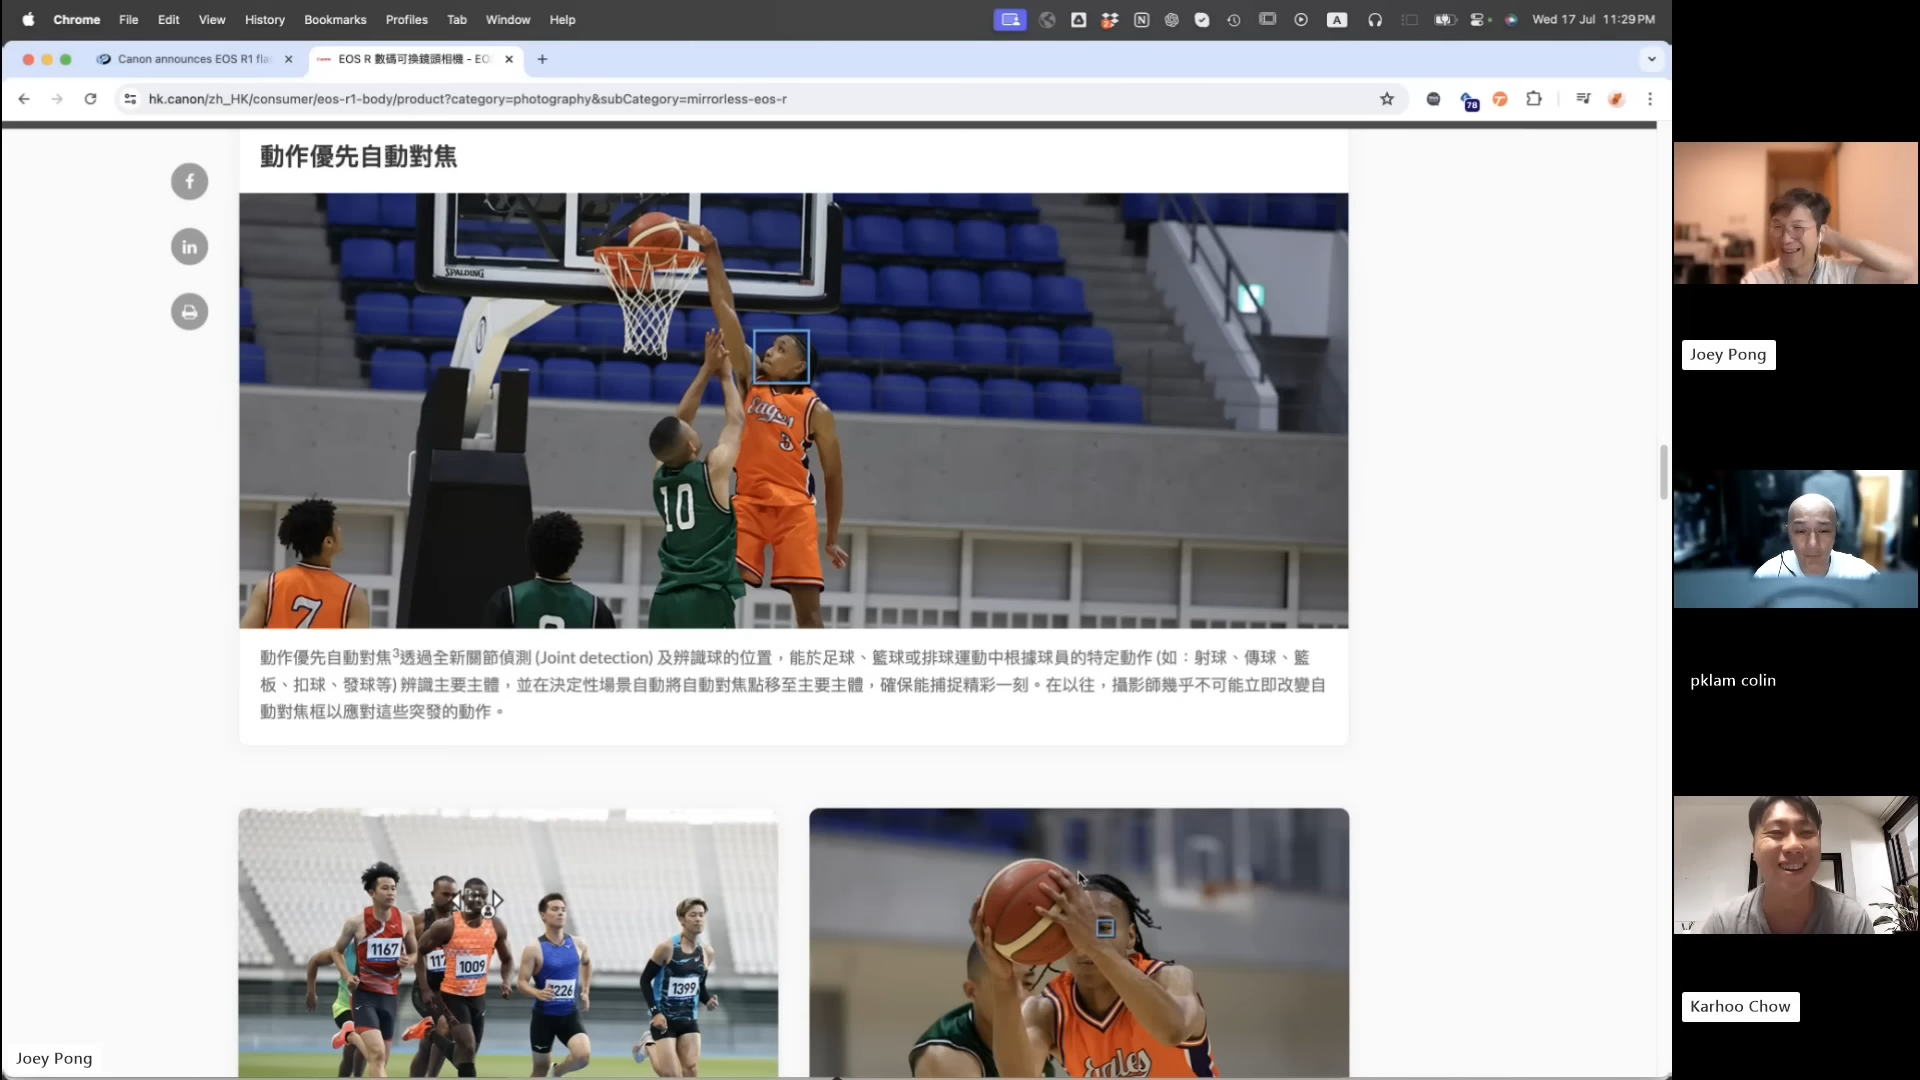 Chrome File Edit View History Bookmarks Profiles Tab Window Help
A
Wed 17 Jul 11:29 PM
Canon announces EOS R1 fla
EOS R 數碼可換鏡頭相機 - EO
hk.canon/zh_HK/consumer/eos-r1-body/product?category=photography&subCategory=mirrorless-eos-r
78
動作優先自動對焦
SPALDING
Eagles
3
10
7
動作優先自動對焦3透過全新關節偵測 (Joint detection) 及辨識球的位置，能於足球、籃球或排球運動中根據球員的特定動作 (如：射球、傳球、籃
板、扣球、發球等) 辨識主要主體，並在決定性場景自動將自動對焦點移至主要主體，確保能捕捉精彩一刻。在以往，攝影師幾乎不可能立即改變自
動對焦框以應對這些突發的動作。
1167
117
1009
1226
1399
Eagles
Joey Pong
Joey Pong
pklam colin
Karhoo Chow